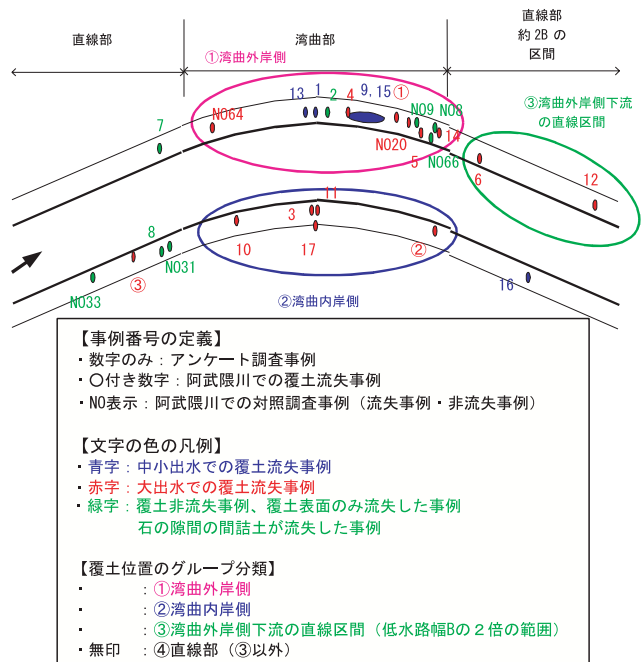 直線部
湾曲部
直線部
約2Bの
区間
①湾曲外岸側
③湾曲外岸側下流
の直線区間
13
1
2
4
9, 15
①
NO9
NO8
NO64
7
NO20
5
NO66
14
6
12
11
3
10
17
②
8
NO31
③
NO33
16
②湾曲内岸側
【事例番号の定義】
・数字のみ：アンケート調査事例
・〇付き数字：阿武隈川での覆土流失事例
・NO表示：阿武隈川での対照調査事例（流失事例・非流失事例）
【文字の色の凡例】
・青字：中小出水での覆土流失事例
・赤字：大出水での覆土流失事例
・緑字：覆土非流失事例、覆土表面のみ流失した事例
石の隙間の間詰土が流失した事例
【覆土位置のグループ分類】
・　　：①湾曲外岸側
・　　：②湾曲内岸側
・　　：③湾曲外岸側下流の直線区間（低水路幅Bの２倍の範囲）
・無印　：④直線部（③以外）